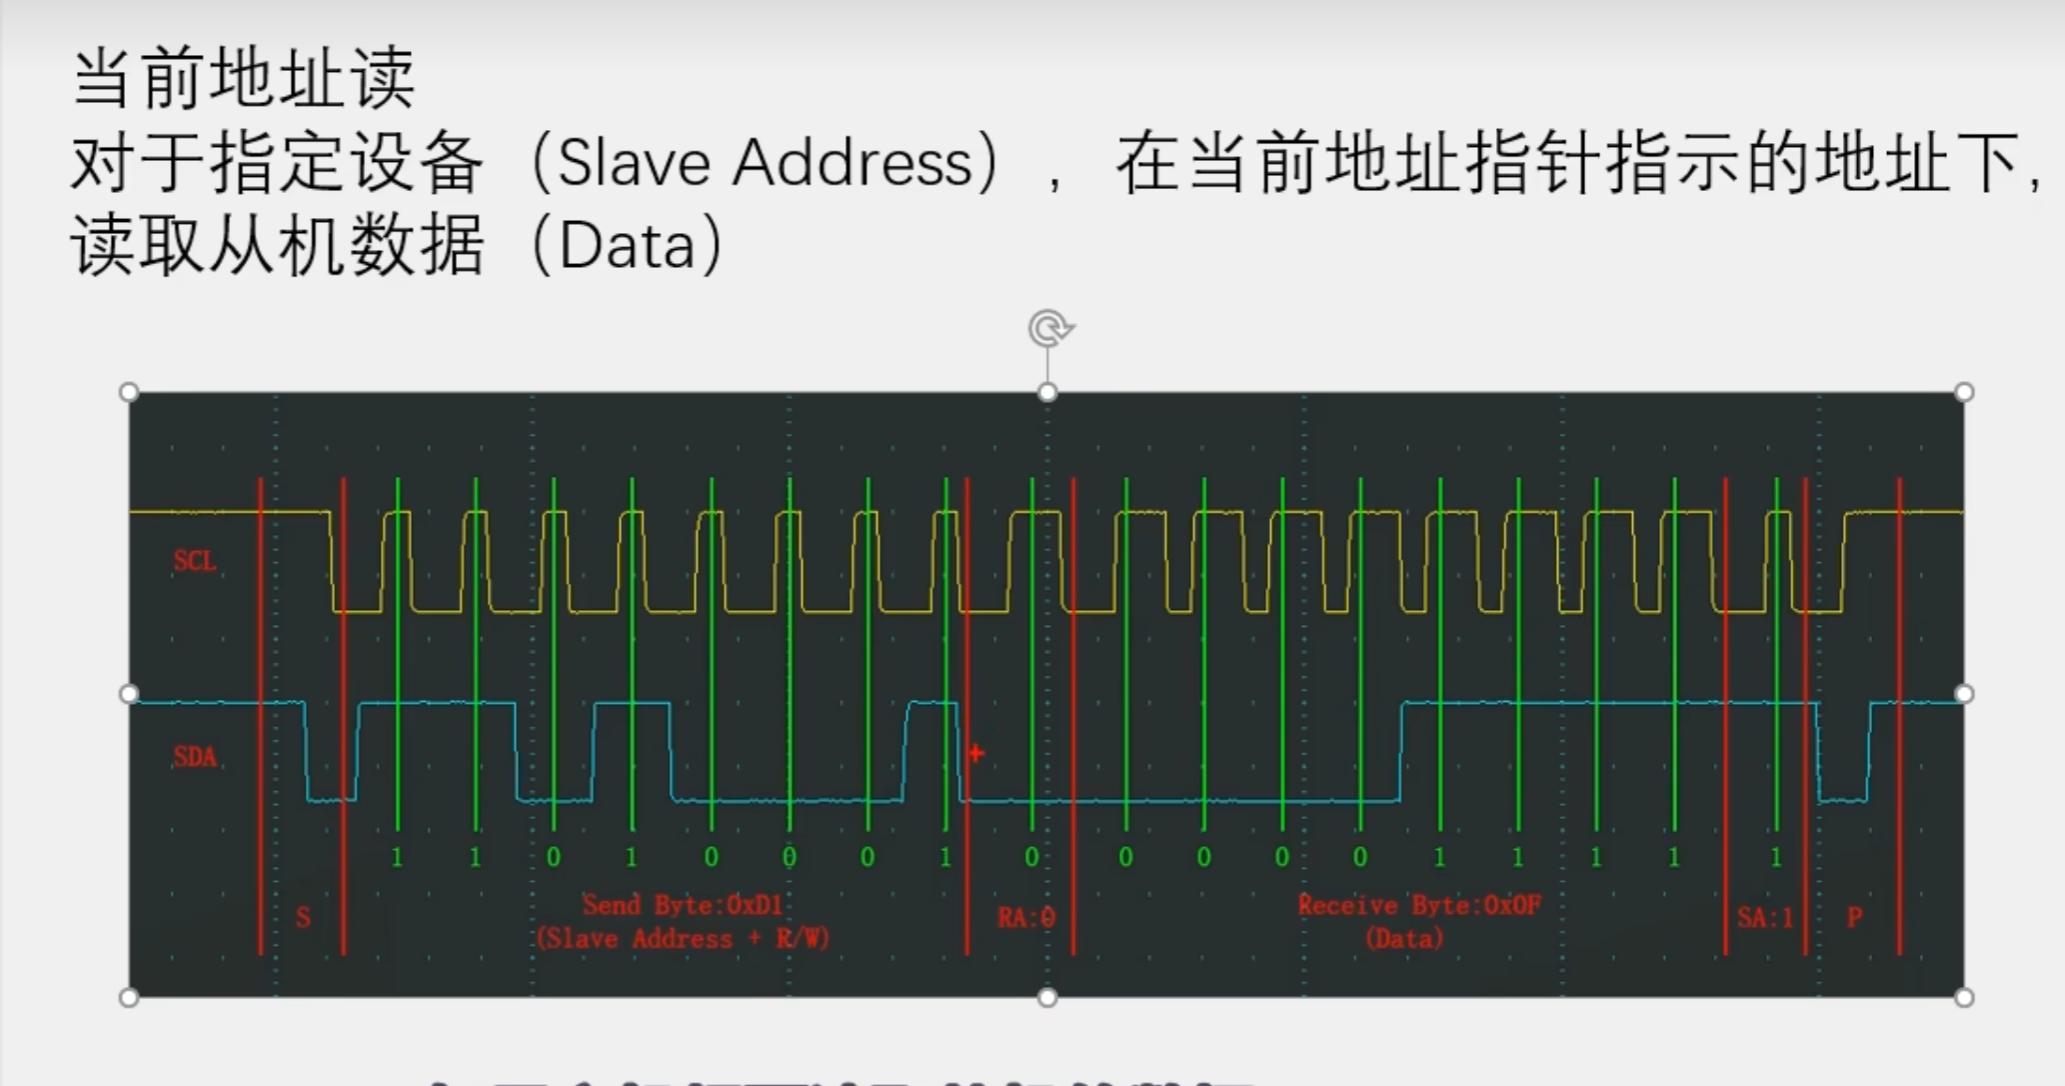 当前地址读
对于指定设备（Slave Address），在当前地址指针指示的地址下，
读取从机数据（Data）
SCL
SDA
1 1 0 1 0 0 0 1 0 0 0 0 0 1 1 1 1 1
S
Send Byte:0xD1
(Slave Address + R/W)
RA:0
Receive Byte:0x0F
(Data)
SA:1
P